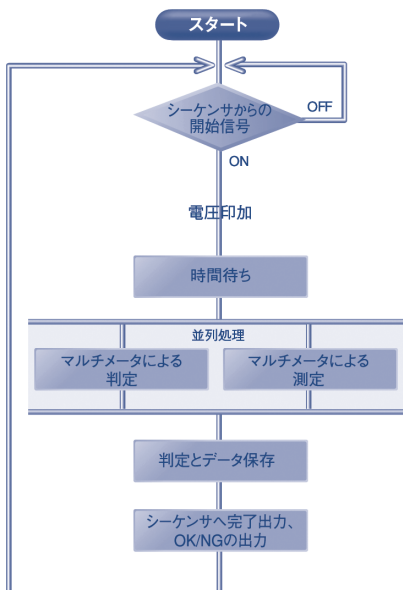 スタート
シーケンサからの
開始信号
OFF
ON
電圧印加
時間待ち
並列処理
マルチメータによる
判定
マルチメータによる
測定
判定とデータ保存
シーケンサへ完了出力、
OK/NGの出力